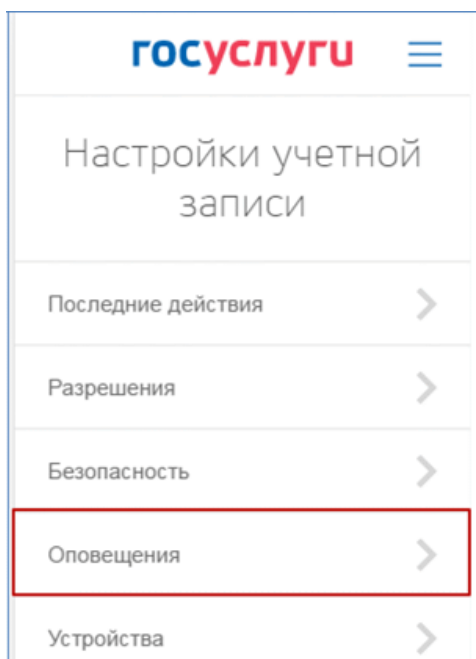 госуслуги
Настройки учетной
записи
Последние действия
Разрешения
Безопасность
Оповещения
Устройства